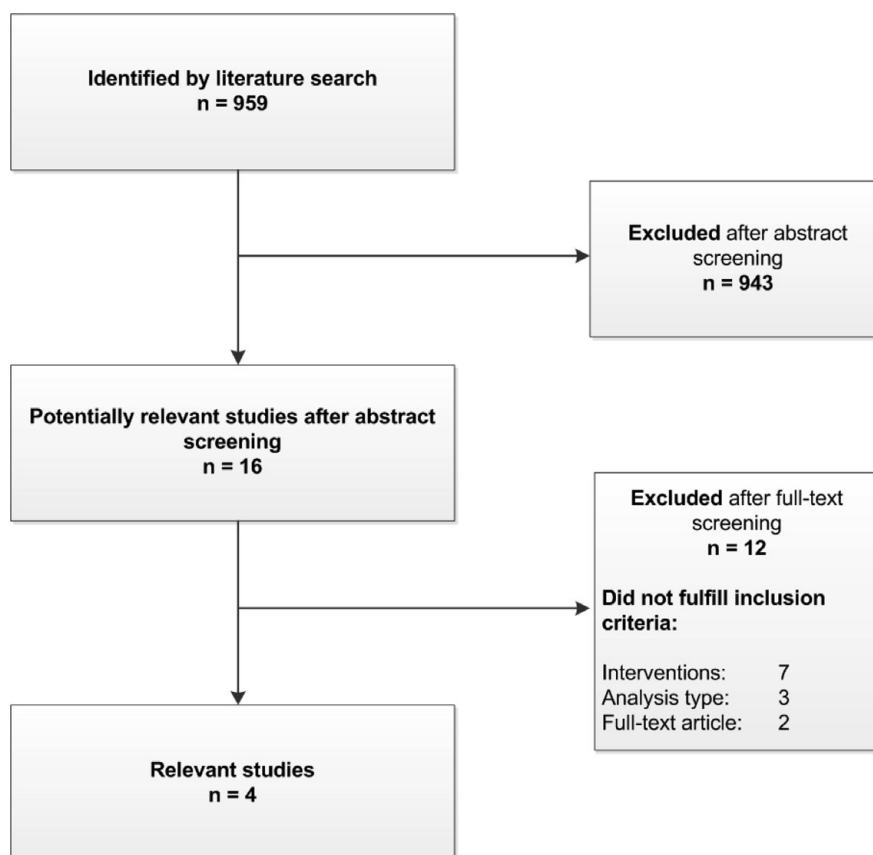 Identified by literature search
n = 959
Excluded after abstract
screening
n = 943
Potentially relevant studies after abstract
screening
n = 16
Excluded after full-text
screening
n = 12
Did not fulfill inclusion
criteria:
Interventions: 7
Analysis type: 3
Full-text article: 2
Relevant studies
n = 4